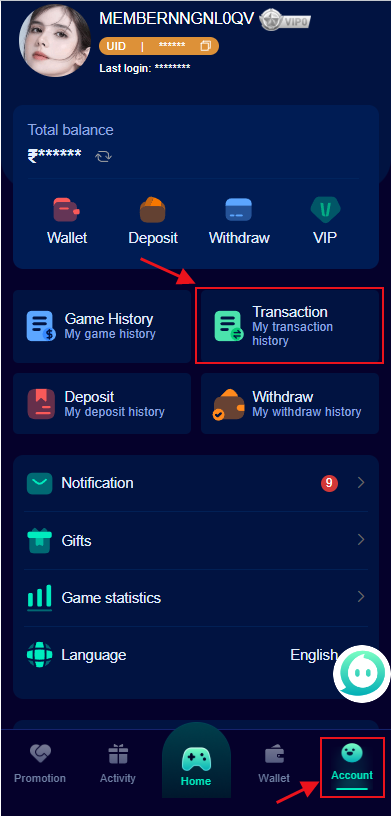 MEMBERNNGNL0QV VIP0
UID | ******
Last login: ********
Total balance
₹******
Wallet Deposit Withdraw VIP
Game History
My game history
Transaction
My transaction
history
Deposit
My deposit history
Withdraw
My withdraw history
Notification 9
Gifts
Game statistics
Language English
Promotion Activity Home Wallet Account